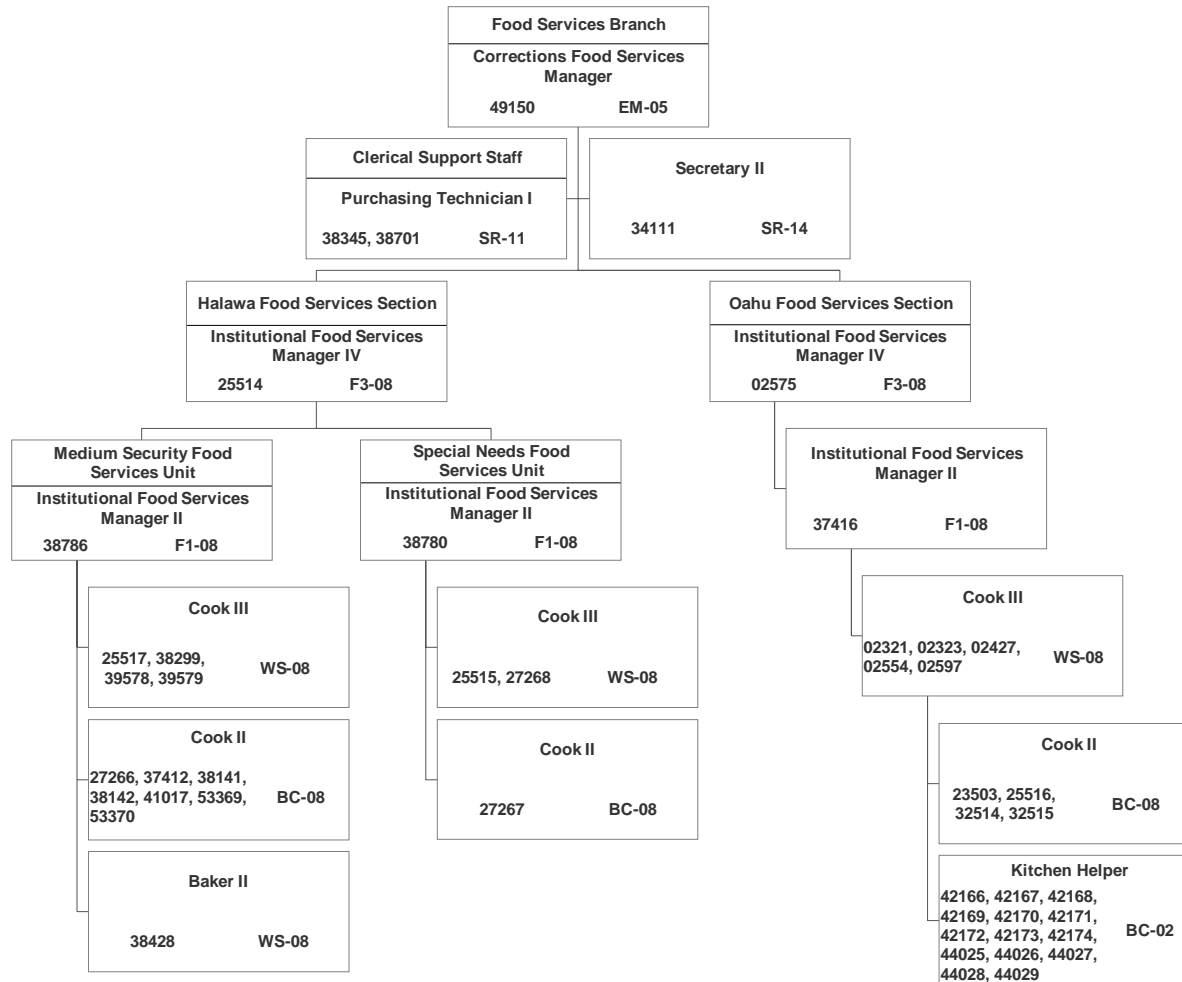 Food Services Branch
Corrections Food Services
Manager
49150 EM-05
Clerical Support Staff
Purchasing Technician I
38345, 38701 SR-11
Secretary II
34111 SR-14
Halawa Food Services Section
Institutional Food Services
Manager IV
25514 F3-08
Oahu Food Services Section
Institutional Food Services
Manager IV
02575 F3-08
Medium Security Food
Services Unit
Institutional Food Services
Manager II
38786 F1-08
Special Needs Food
Services Unit
Institutional Food Services
Manager II
38780 F1-08
Institutional Food Services
Manager II
37416 F1-08
Cook III
25517, 38299,
39578, 39579
WS-08
Cook III
25515, 27268 WS-08
Cook III
02321, 02323, 02427,
02554, 02597
WS-08
Cook II
27266, 37412, 38141,
38142, 41017, 53369,
53370
BC-08
Cook II
27267 BC-08
Cook II
23503, 25516,
32514, 32515
BC-08
Baker II
38428 WS-08
Kitchen Helper
42166, 42167, 42168,
42169, 42170, 42171,
42172, 42173, 42174,
44025, 44026, 44027,
44028, 44029
BC-02